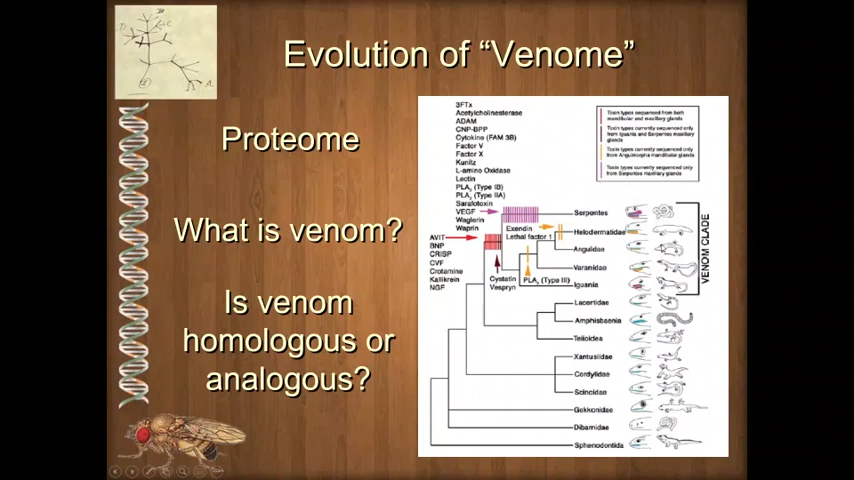 Evolution of “Venome”
Proteome
What is venom?
Is venom
homologous or
analogous?
3FTx
Acetylcholinesterase
ADAM
CNP-BPP
Cytokine (FAM 3B)
Factor V
Factor X
Kunitz
L-amino Oxidase
Lectin
PLA₂ (Type IB)
PLA₂ (Type IIA)
Sarafotoxin
VEGF
Waglerin
Waprin
AVIT
BNP
CRISP
CVF
Crotamine
Kallikrein
NGF
Exendin
Lethal factor 1
Cystatin
Vespryn
PLA₂ (Type III)
Toxin types sequenced from both
mandibular and maxillary glands
Toxin types currently sequenced only
from Iguania and Serpentes maxillary
glands
Toxin types currently sequenced only
from Anguimorpha mandibular glands
Toxin types currently sequenced only
from Serpentes maxillary glands
Serpentes
Helodermatidae
Anguidae
Varanidae
Iguania
Lacertidae
Amphisbaenia
Teiioidea
Xantusiidae
Cordylidae
Scincidae
Gekkonidae
Dibamidae
Sphenodontida
VENOM CLADE